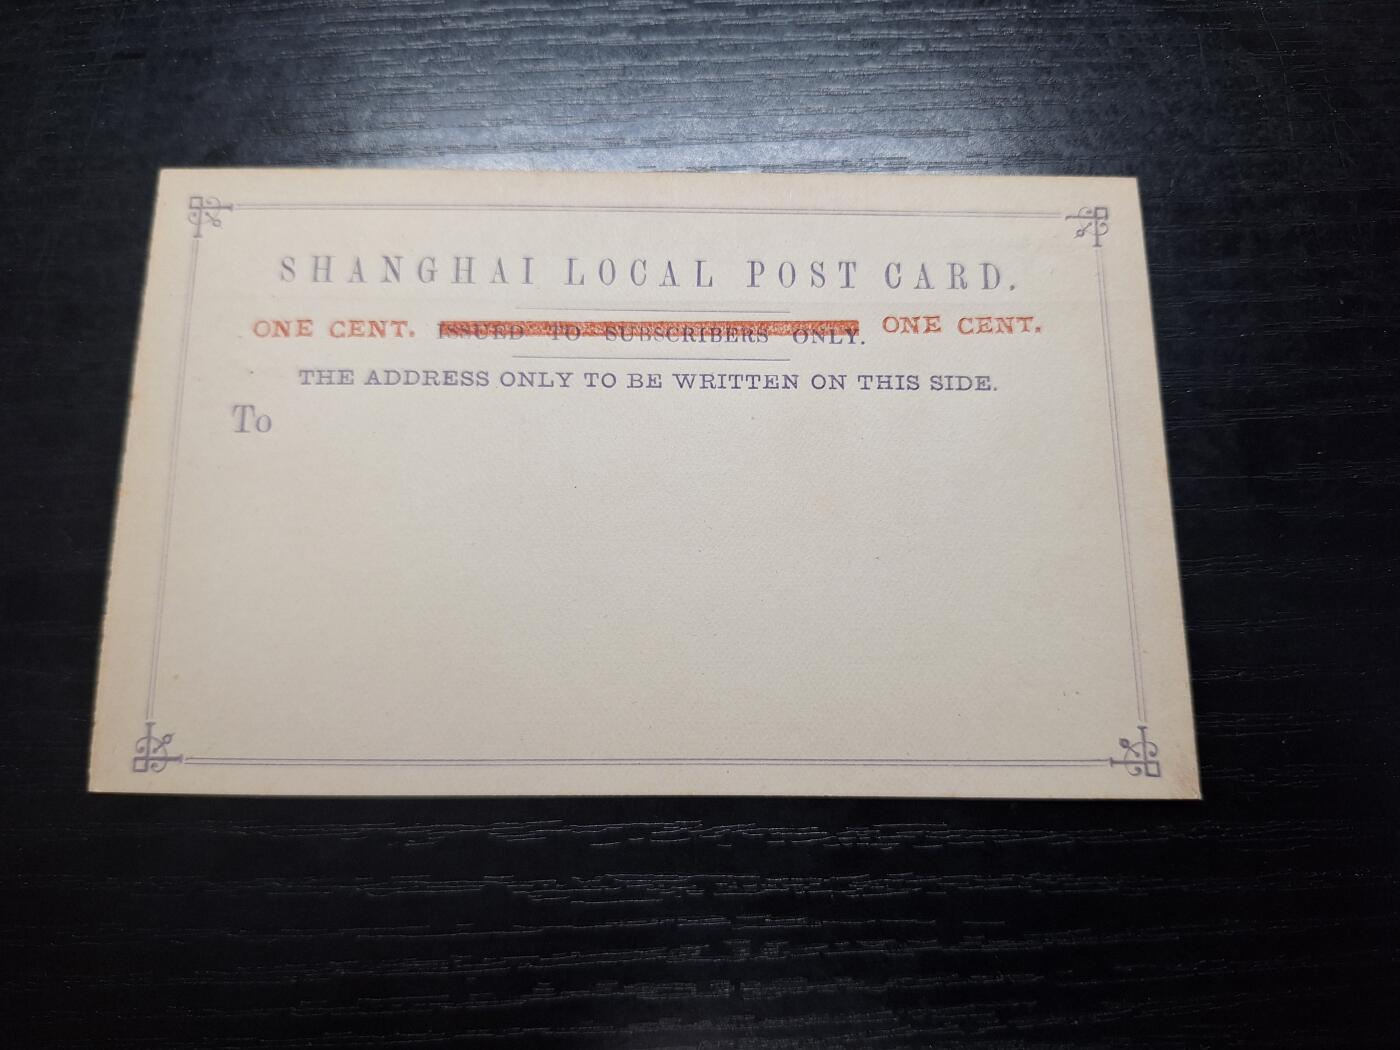 SHANGHAI LOCAL POST CARD.
ONE CENT. ISSUED TO SUBSCRIBERS ONLY. ONE CENT.
THE ADDRESS ONLY TO BE WRITTEN ON THIS SIDE.
To